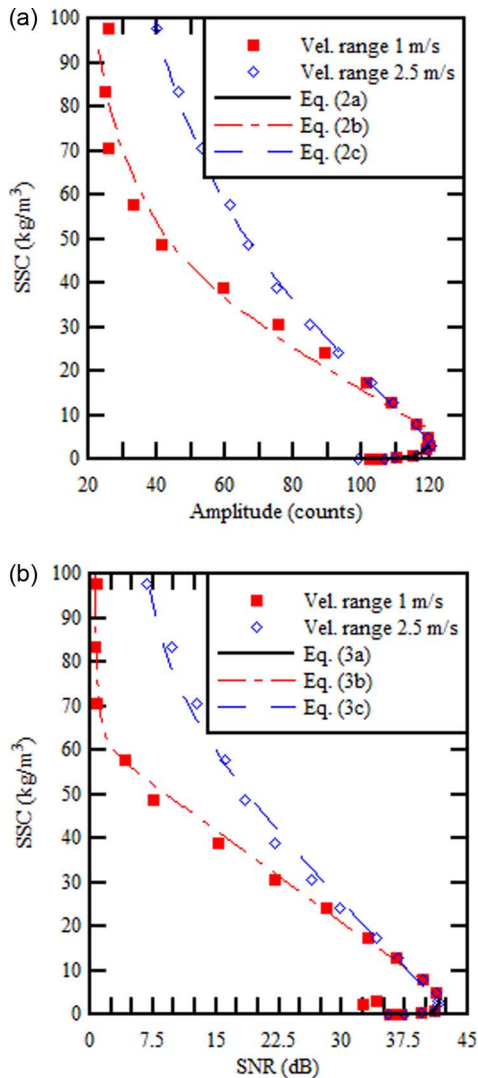 (a)
100
90
80
70
60
50
40
30
20
10
0
SSC (kg/m³)
Vel. range 1 m/s
Vel. range 2.5 m/s
Eq. (2a)
Eq. (2b)
Eq. (2c)
20 40 60 80 100 120
Amplitude (counts)
(b)
100
90
80
70
60
50
40
30
20
10
0
SSC (kg/m³)
Vel. range 1 m/s
Vel. range 2.5 m/s
Eq. (3a)
Eq. (3b)
Eq. (3c)
0 7.5 15 22.5 30 37.5 45
SNR (dB)